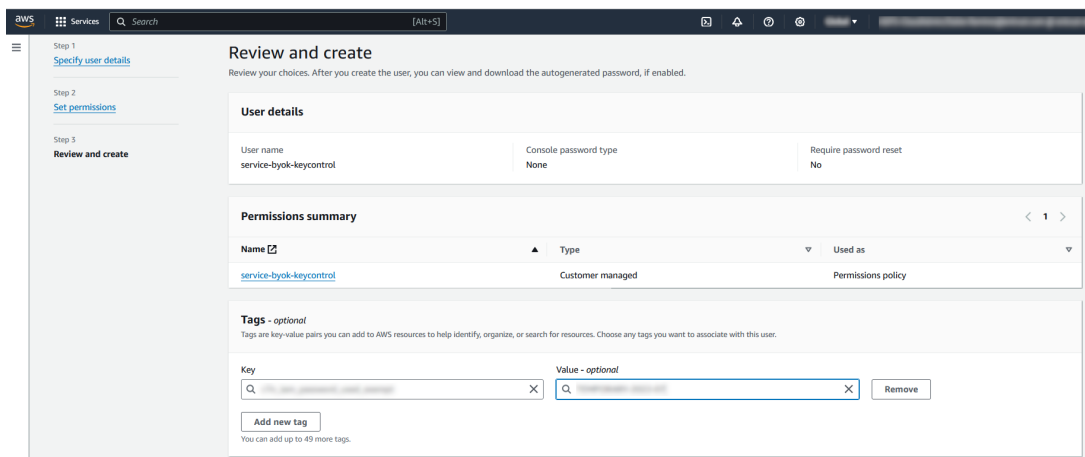 aws Services Search [Alt+S]
Step 1
Specify user details
Step 2
Set permissions
Step 3
Review and create
Review and create
Review your choices. After you create the user, you can view and download the autogenerated password, if enabled.
User details
User name Console password type Require password reset
service-byok-keycontrol None No
Permissions summary 1
Name Type Used as
service-byok-keycontrol Customer managed Permissions policy
Tags - optional
Tags are key-value pairs you can add to AWS resources to help identify, organize, or search for resources. Choose any tags you want to associate with this user.
Key Value - optional
Remove
Add new tag
You can add up to 49 more tags.